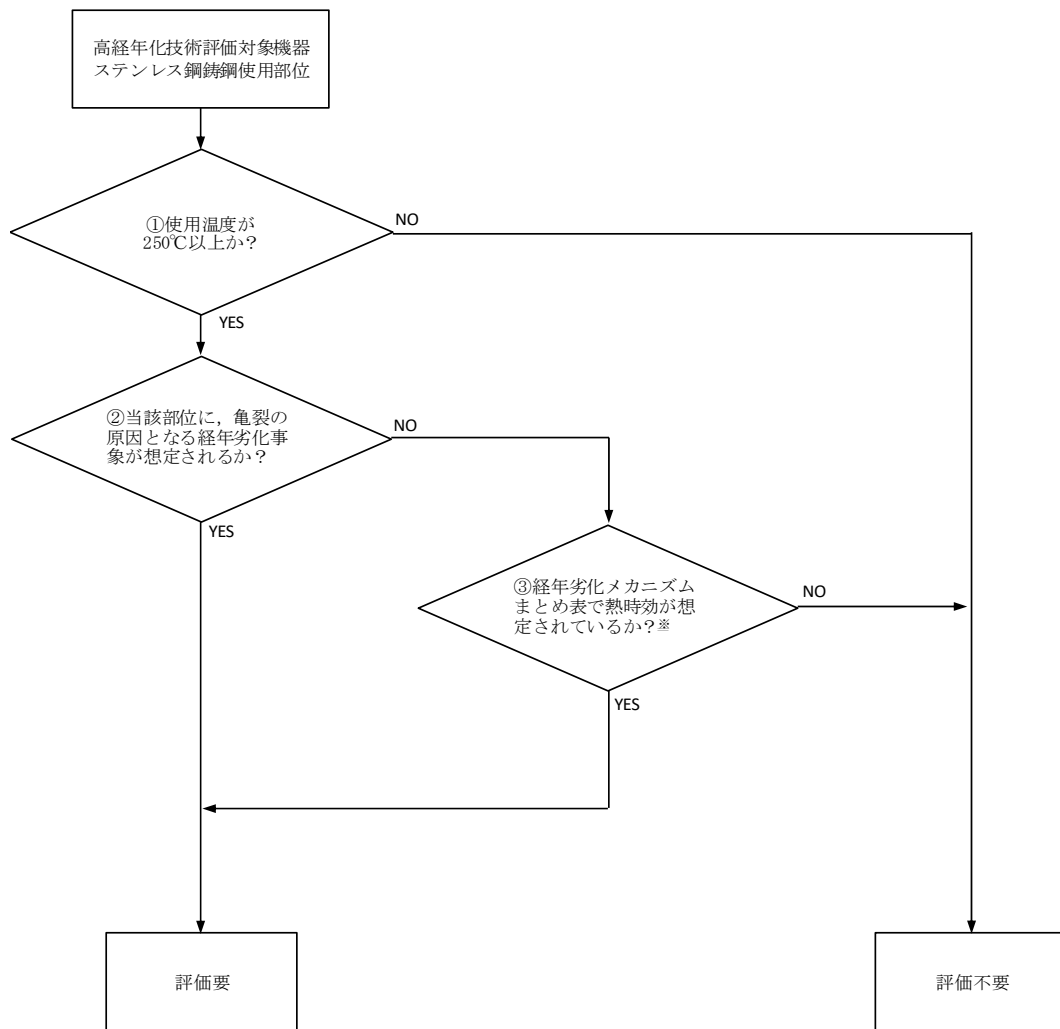 高経年化技術評価対象機器
ステンレス鋼鋳鋼使用部位
①使用温度が
250℃以上か？
NO
YES
②当該部位に，亀裂の
原因となる経年劣化事
象が想定されるか？
NO
YES
③経年劣化メカニズム
まとめ表で熱時効が想
定されているか？※
NO
YES
評価要
評価不要